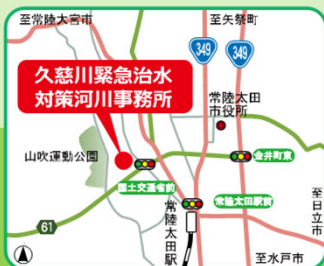 至常陸大宮市
至矢祭町
349
349
久慈川緊急治水
対策河川事務所
常陸太田
市役所
山吹運動公園
金井町東
国土交通省前
常陸太田駅前
常陸太田駅
61
至日立市
至水戸市